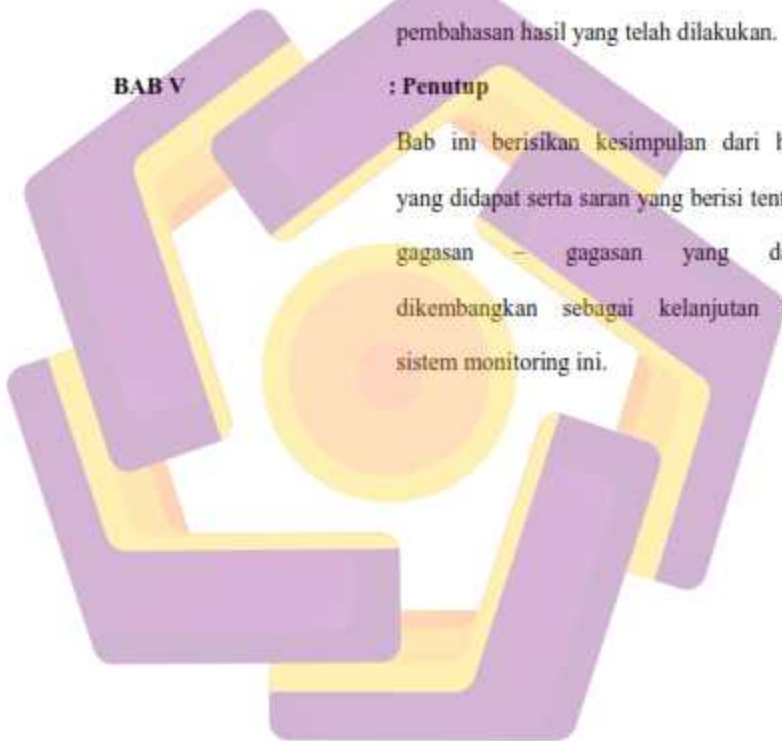 pembahasan hasil yang telah dilakukan.
BAB V : Penutup
Bab ini berisikan kesimpulan dari
yang didapat serta saran yang berisi
gagasan – gagasan yang
dikembangkan sebagai kelanjutan
sistem monitoring ini.